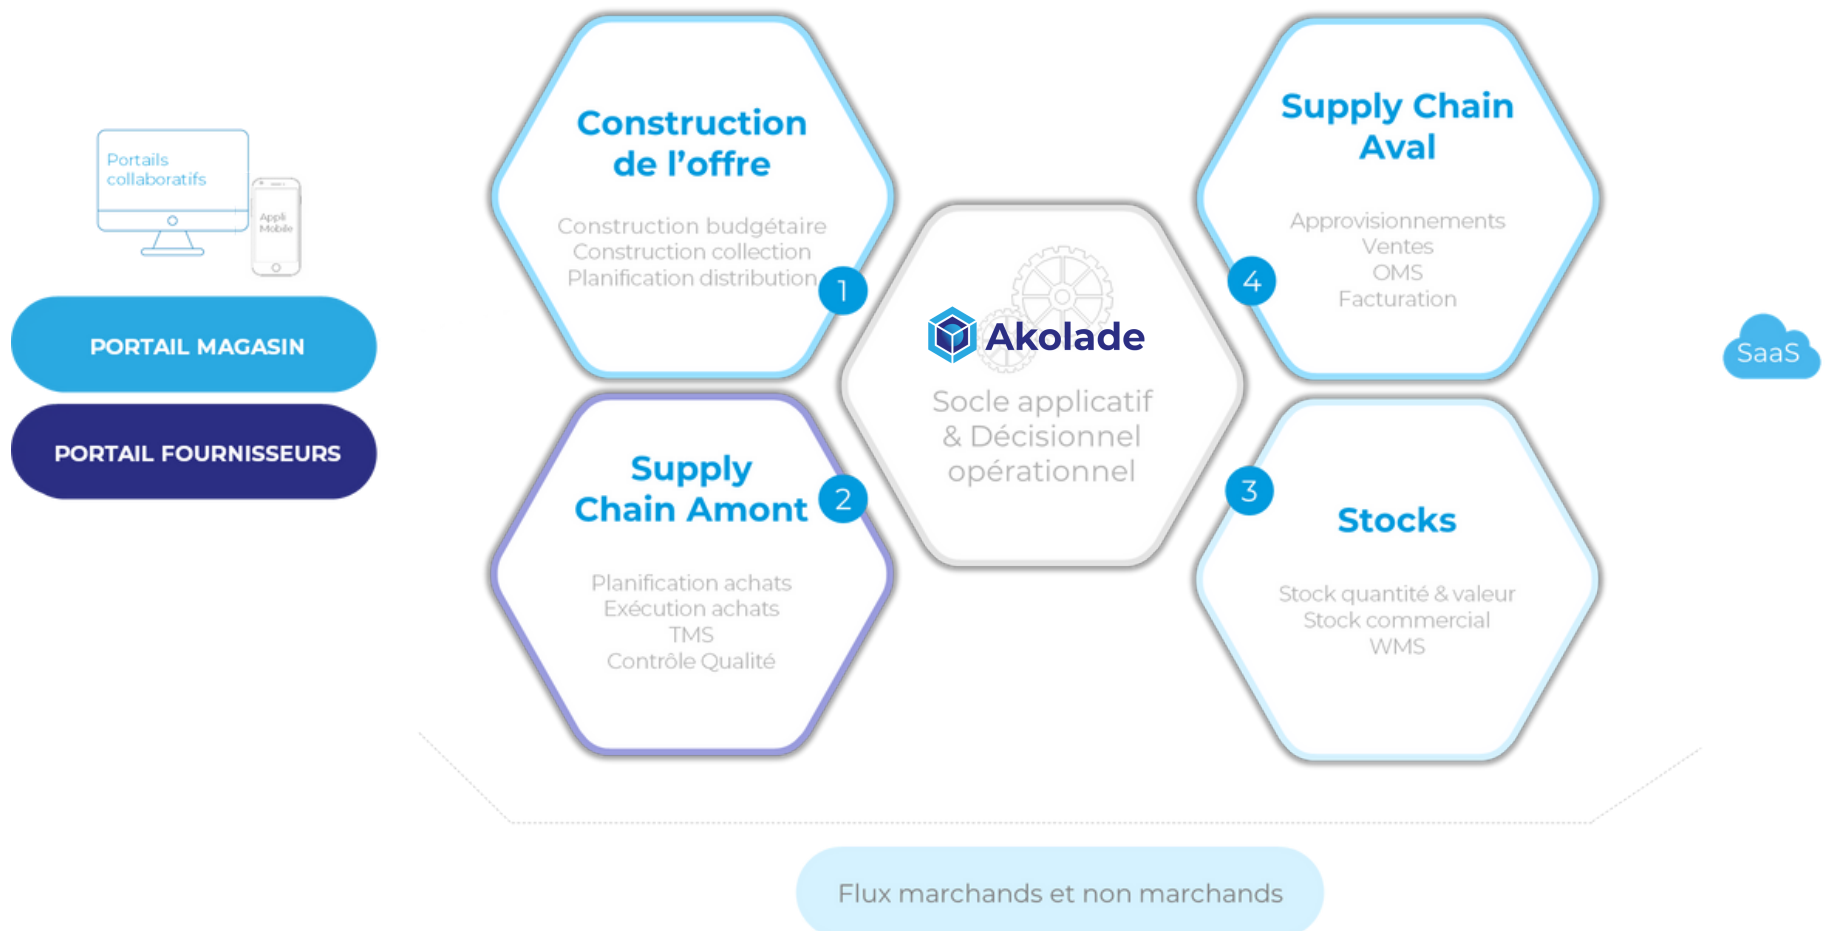 Portails
collaboratifs
Appli
Mobile
PORTAIL MAGASIN
PORTAIL FOURNISSEURS
Construction
de l’offre
Construction budgétaire
Construction collection
Planification distribution
1
Supply
Chain Amont
2
Planification achats
Exécution achats
TMS
Contrôle Qualité
Akolade
Socle applicatif
& Décisionnel
opérationnel
Supply Chain
Aval
Approvisionnements
Ventes
OMS
Facturation
4
3
Stocks
Stock quantité & valeur
Stock commercial
WMS
SaaS
Flux marchands et non marchands